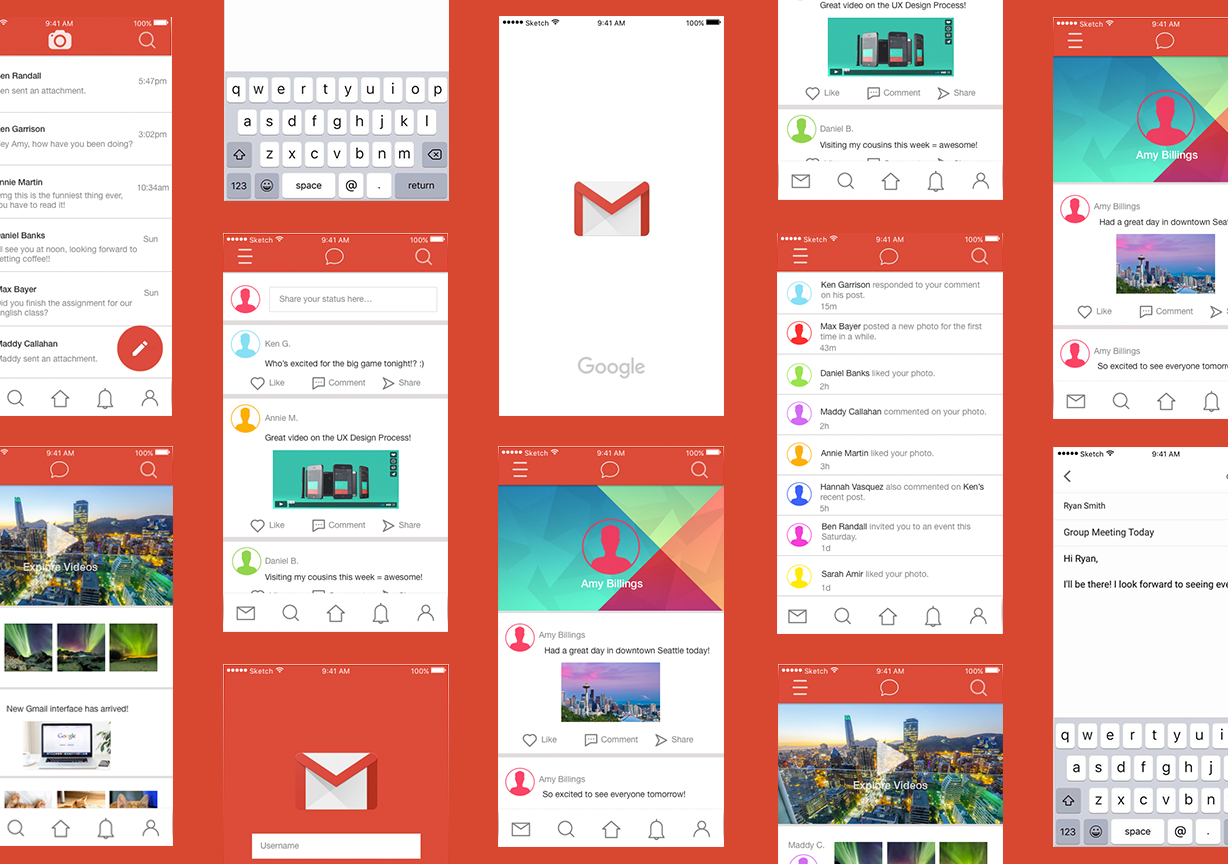 9:41 AM 100%
en Randall
5:47pm
en sent an attachment.
en Garrison
3:02pm
ey Amy, how have you been doing?
nnie Martin
10:34am
mg this is the funniest thing ever,
ou have to read it!
Daniel Banks
Sun
ll see you at noon, looking forward to
etting coffee!!
Max Bayer
Sun
Did you finish the assignment for our
nglish class?
Maddy Callahan
Maddy sent an attachment.
9:41 AM 100%
Explore Videos
New Gmail interface has arrived!
Google
q w e r t y u i o p
a s d f g h j k l
z x c v b n m
123 space @ . return
Sketch 9:41 AM 100%
Share your status here...
Ken G.
Who's excited for the big game tonight!? :)
Like Comment Share
Annie M.
Great video on the UX Design Process!
Like Comment Share
Daniel B.
Visiting my cousins this week = awesome!
Sketch 9:41 AM 100%
Username
Sketch 9:41 AM 100%
Google
Sketch 9:41 AM 100%
Amy Billings
Amy Billings
Had a great day in downtown Seattle today!
Like Comment Share
Amy Billings
So excited to see everyone tomorrow!
Great video on the UX Design Process!
Like Comment Share
Daniel B.
Visiting my cousins this week = awesome!
Sketch 9:41 AM 100%
Ken Garrison responded to your comment
on his post.
15m
Max Bayer posted a new photo for the first
time in a while.
43m
Daniel Banks liked your photo.
2h
Maddy Callahan commented on your photo.
2h
Annie Martin liked your photo.
3h
Hannah Vasquez also commented on Ken's
recent post.
5h
Ben Randall invited you to an event this
Saturday.
1d
Sarah Amir liked your photo.
1d
Sketch 9:41 AM 100%
Explore Videos
Maddy C.
Sketch 9:41 AM
Amy Billings
Amy Billings
Had a great day in downtown Seat
Like Comment S
Amy Billings
So excited to see everyone tomorro
Sketch 9:41 AM
Ryan Smith
Group Meeting Today
Hi Ryan,
I'll be there! I look forward to seeing eve
q w e r t y u i
a s d f g h j
z x c v b n
123 space @ .